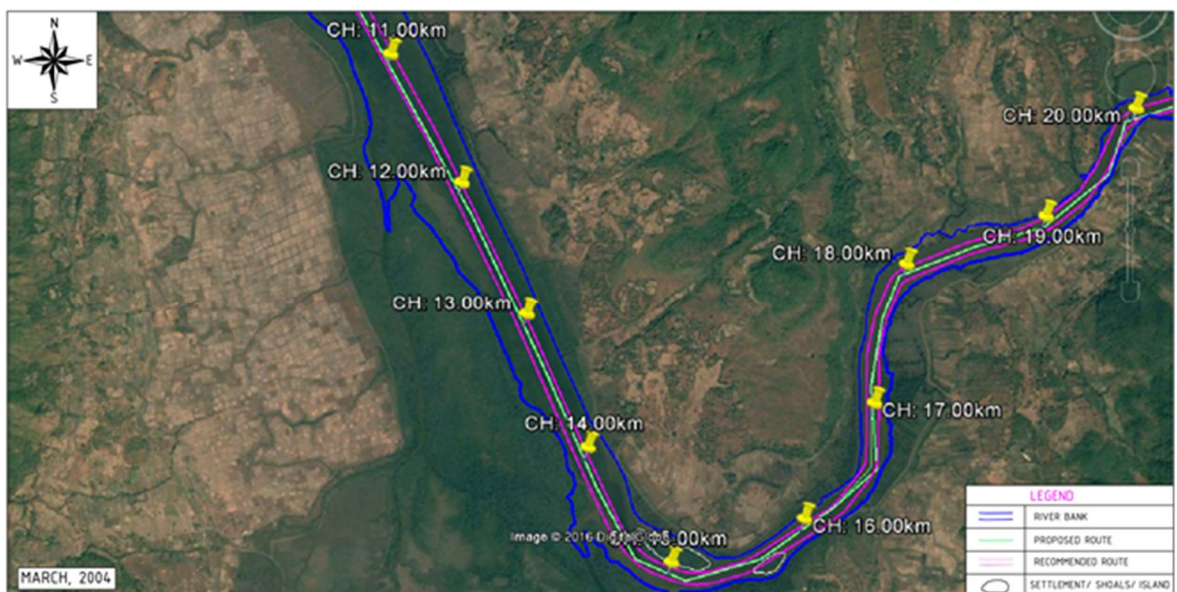 N
W E
S
CH: 11.00km
CH: 12.00km
CH: 13.00km
CH: 14.00km
CH: 16.00km
CH: 17.00km
CH: 18.00km
CH: 19.00km
CH: 20.00km
Image © 2016
MARCH, 2004
LEGEND
RIVER BANK
PROPOSED ROUTE
RECOMMENDED ROUTE
SETTLEMENT/ SHOALS/ ISLAND